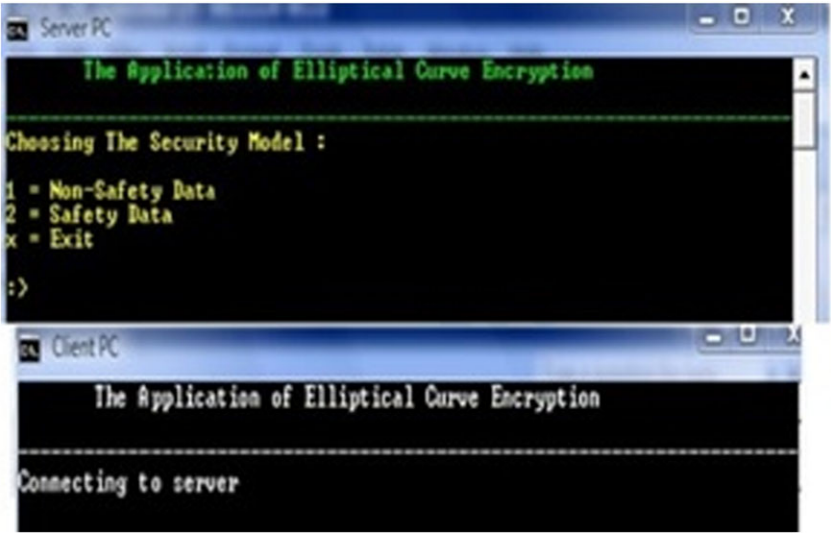 Server PC
The Application of Elliptical Curve Encryption
Choosing The Security Model :
1 = Non-Safety Data
2 = Safety Data
x = Exit
:>
Client PC
The Application of Elliptical Curve Encryption
Connecting to server